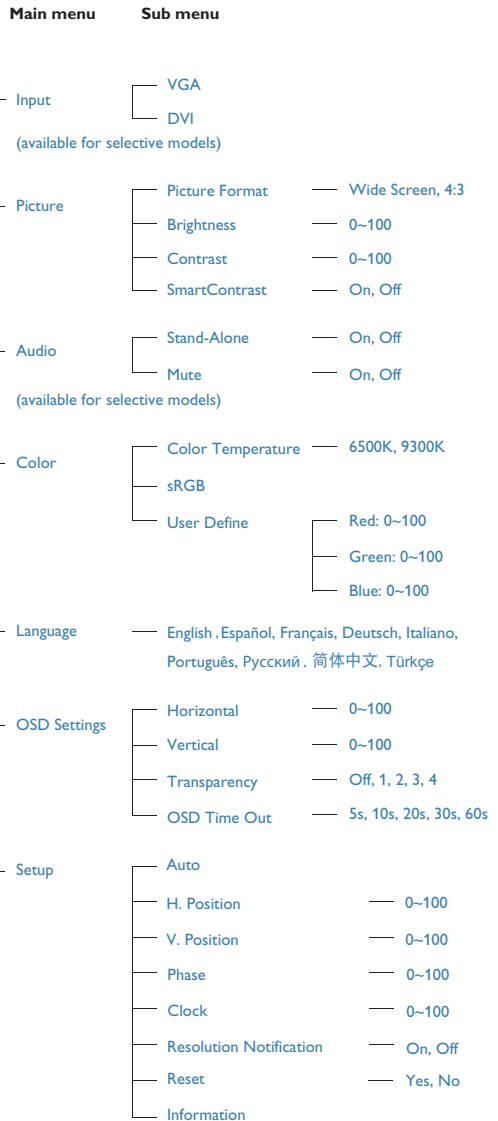 Main menu Sub menu
VGA
Input
DVI
(available for selective models)
Picture Format Wide Screen, 4:3
Picture
Brightness 0~100
Contrast 0~100
SmartContrast On, Off
Stand-Alone On, Off
Audio
Mute On, Off
(available for selective models)
Color Temperature 6500K, 9300K
Color
sRGB
User Define Red: 0~100
Green: 0~100
Blue: 0~100
Language English , Español, Français, Deutsch, Italiano,
Português, Русский , 简体中文, Türkçe
Horizontal 0~100
OSD Settings
Vertical 0~100
Transparency Off, 1, 2, 3, 4
OSD Time Out 5s, 10s, 20s, 30s, 60s
Auto
Setup
H. Position 0~100
V. Position 0~100
Phase 0~100
Clock 0~100
Resolution Notification On, Off
Reset Yes, No
Information